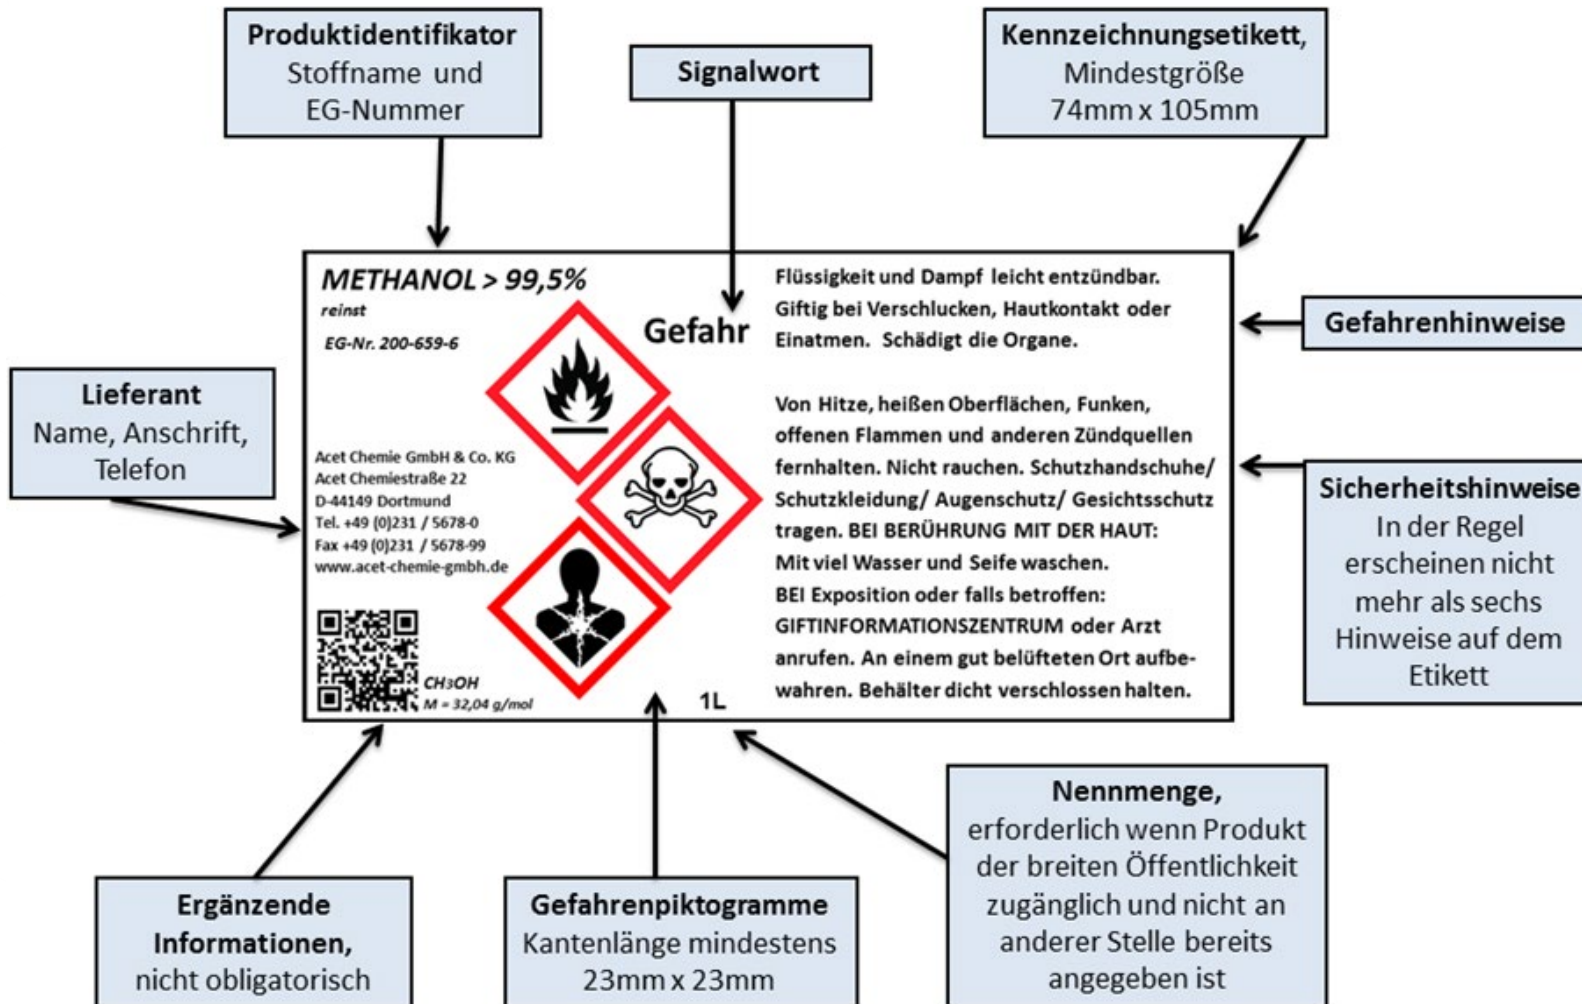 Produktidentifikator
Stoffname und
EG-Nummer
Signalwort
Kennzeichnungsetikett,
Mindestgröße
74mm x 105mm
METHANOL > 99,5%
reinst
EG-Nr. 200-659-6
Gefahr
Flüssigkeit und Dampf leicht entzündbar.
Giftig bei Verschlucken, Hautkontakt oder
Einatmen. Schädigt die Organe.
Gefahrenhinweise
Lieferant
Name, Anschrift,
Telefon
Acet Chemie GmbH & Co. KG
Acet Chemiestraße 22
D-44149 Dortmund
Tel. +49 (0)231 / 5678-0
Fax +49 (0)231 / 5678-99
www.acet-chemie-gmbh.de
Von Hitze, heißen Oberflächen, Funken,
offenen Flammen und anderen Zündquellen
fernhalten. Nicht rauchen. Schutzhandschuhe/
Schutzkleidung/ Augenschutz/ Gesichtsschutz
tragen. BEI BERÜHRUNG MIT DER HAUT:
Mit viel Wasser und Seife waschen.
BEI Exposition oder falls betroffen:
GIFTINFORMATIONSZENTRUM oder Arzt
anrufen. An einem gut belüfteten Ort aufbe-
wahren. Behälter dicht verschlossen halten.
Sicherheitshinweise
In der Regel
erscheinen nicht
mehr als sechs
Hinweise auf dem
Etikett
CH3OH
M = 32,04 g/mol
1L
Ergänzende
Informationen,
nicht obligatorisch
Gefahrenpiktogramme
Kantenlänge mindestens
23mm x 23mm
Nennmenge,
erforderlich wenn Produkt
der breiten Öffentlichkeit
zugänglich und nicht an
anderer Stelle bereits
angegeben ist